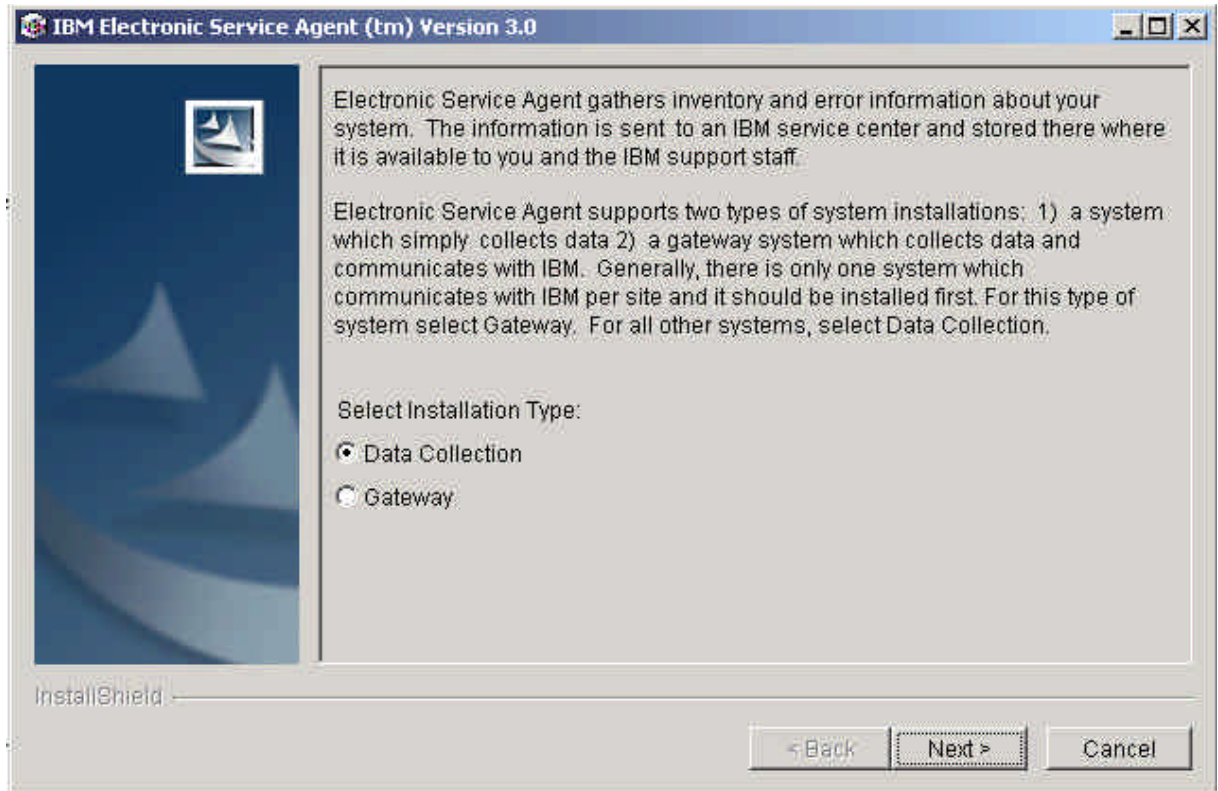 IBM Electronic Service Agent (tm) Version 3.0
Electronic Service Agent gathers inventory and error information about your
system. The information is sent to an IBM service center and stored there where
it is available to you and the IBM support staff.
Electronic Service Agent supports two types of system installations: 1) a system
which simply collects data 2) a gateway system which collects data and
communicates with IBM. Generally, there is only one system which
communicates with IBM per site and it should be installed first. For this type of
system select Gateway. For all other systems, select Data Collection.
Select Installation Type:
Data Collection
Gateway
InstallShield
< Back
Next >
Cancel